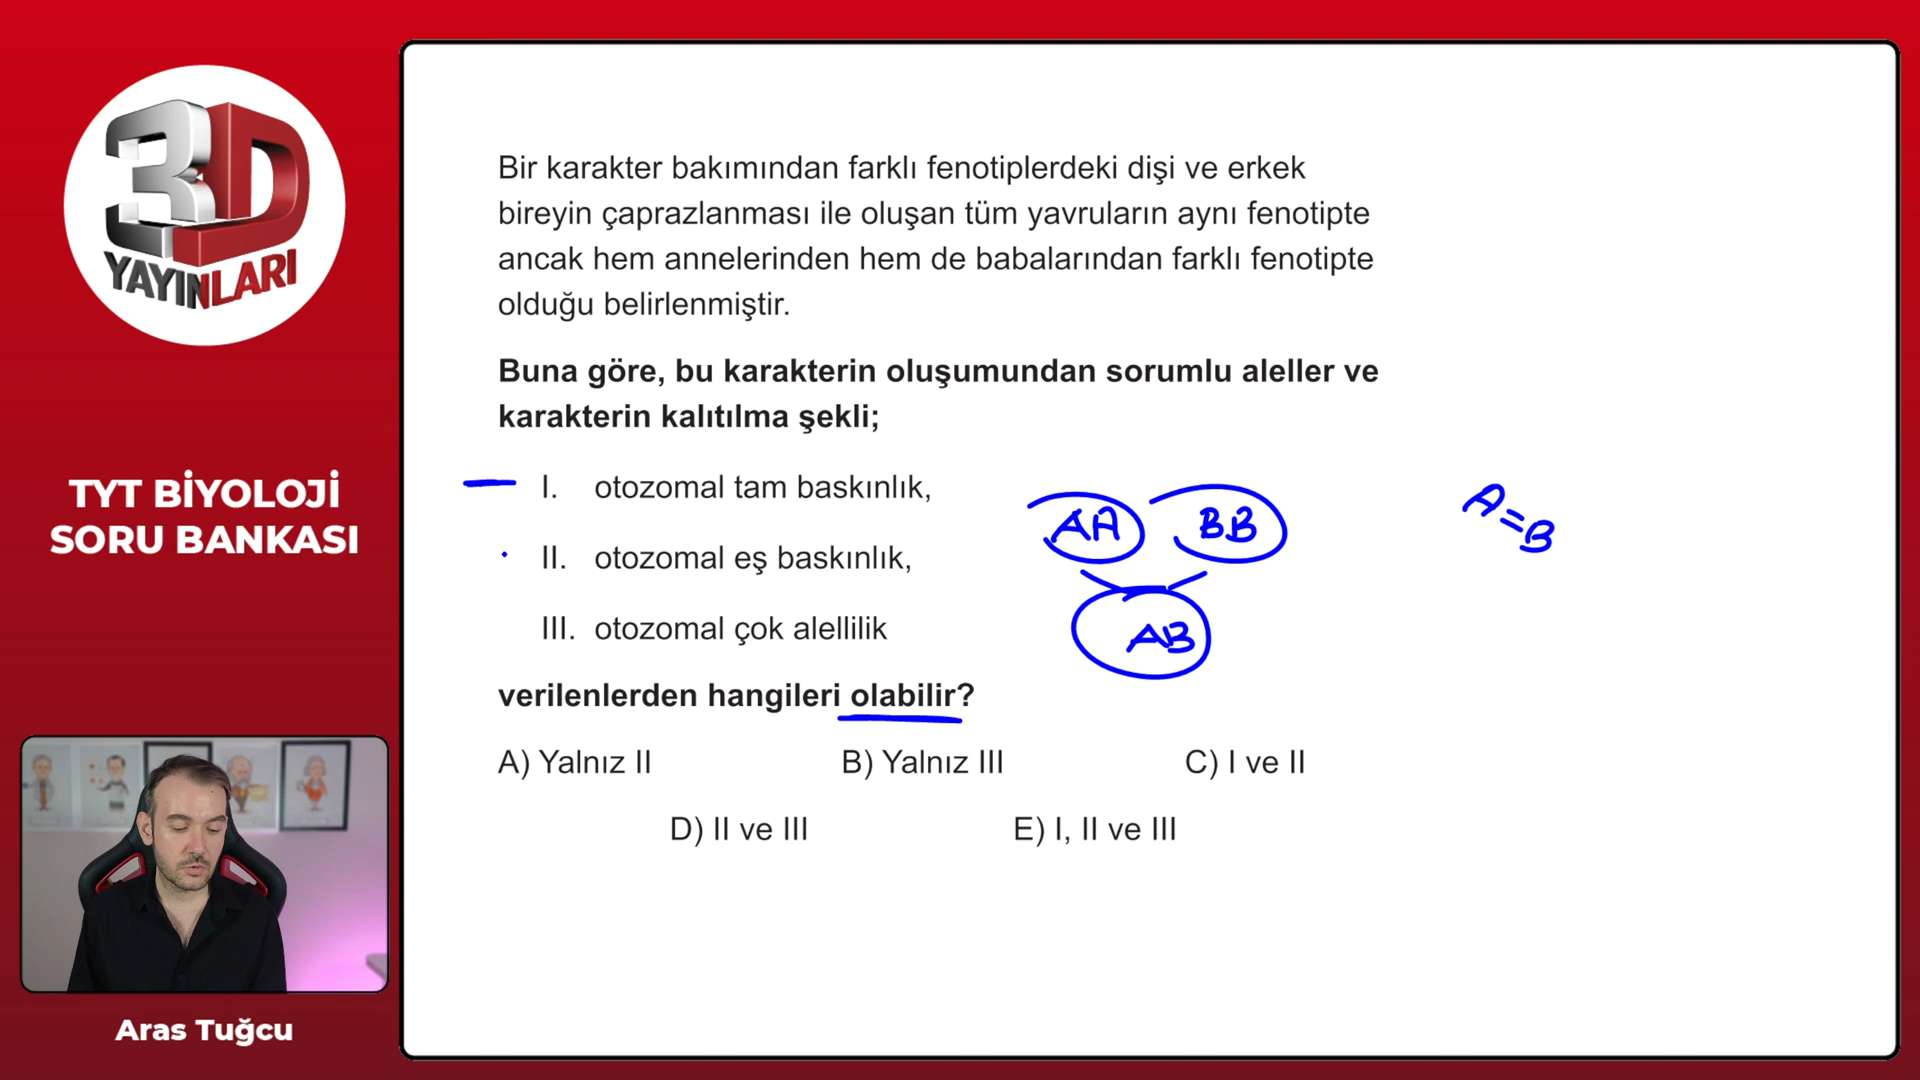 3D
YAYINLARI
TYT BİYOLOJİ
SORU BANKASI
Aras Tuğcu
Bir karakter bakımından farklı fenotiplerdeki dişi ve erkek
bireyin çaprazlanması ile oluşan tüm yavruların aynı fenotipte
ancak hem annelerinden hem de babalarından farklı fenotipte
olduğu belirlenmiştir.
Buna göre, bu karakterin oluşumundan sorumlu aleller ve
karakterin kalıtılma şekli;
I. otozomal tam baskınlık,
II. otozomal eş baskınlık,
III. otozomal çok alellilik
AA BB
AB
A=B
verilenlerden hangileri olabilir?
A) Yalnız II B) Yalnız III C) I ve II
D) II ve III E) I, II ve III